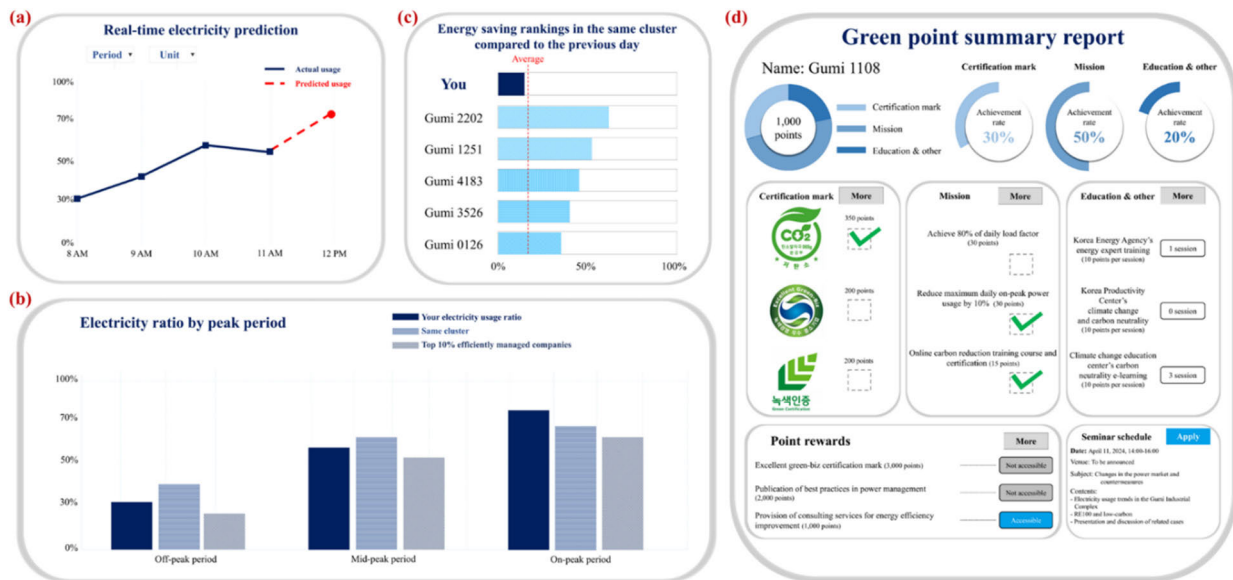 (a)
Real-time electricity prediction
Period
Unit
Actual usage
Predicted usage
100%
70%
50%
30%
0%
8 AM
9 AM
10 AM
11 AM
12 PM
(c)
Energy saving rankings in the same cluster
compared to the previous day
Average
You
Gumi 2202
Gumi 1251
Gumi 4183
Gumi 3526
Gumi 0126
0%
50%
100%
(b)
Electricity ratio by peak period
Your electricity usage ratio
Same cluster
Top 10% efficiently managed companies
100%
70%
50%
30%
0%
Off-peak period
Mid-peak period
On-peak period
(d)
Green point summary report
Name: Gumi 1108
1,000
points
Certification mark
Mission
Education & other
Certification mark
Achievement
rate
30%
Mission
Achievement
rate
50%
Education & other
Achievement
rate
20%
Certification mark
More
350 points
CO2
저탄소
200 points
Excellent Green-biz
200 points
녹색인증
Green Certification
Mission
More
Achieve 80% of daily load factor
(30 points)
Reduce maximum daily on-peak power
usage by 10% (30 points)
Online carbon reduction training course and
certification (15 points)
Education & other
More
Korea Energy Agency's
energy expert training
(10 points per session)
1 session
Korea Productivity
Center's
climate change
and carbon neutrality
(10 points per session)
0 session
Climate change education
center's carbon
neutrality e-learning
(10 points per session)
3 session
Point rewards
More
Excellent green-biz certification mark (3,000 points)
Not accessible
Publication of best practices in power management
(2,000 points)
Not accessible
Provision of consulting services for energy efficiency
improvement (1,000 points)
Accessible
Seminar schedule
Apply
Date: April 11, 2024, 14:00-16:00
Venue: To be announced
Subject: Changes in the power market and
countermeasures
Contents:
- Electricity usage trends in the Gumi Industrial
Complex
- RE100 and low-carbon
- Presentation and discussion of related cases